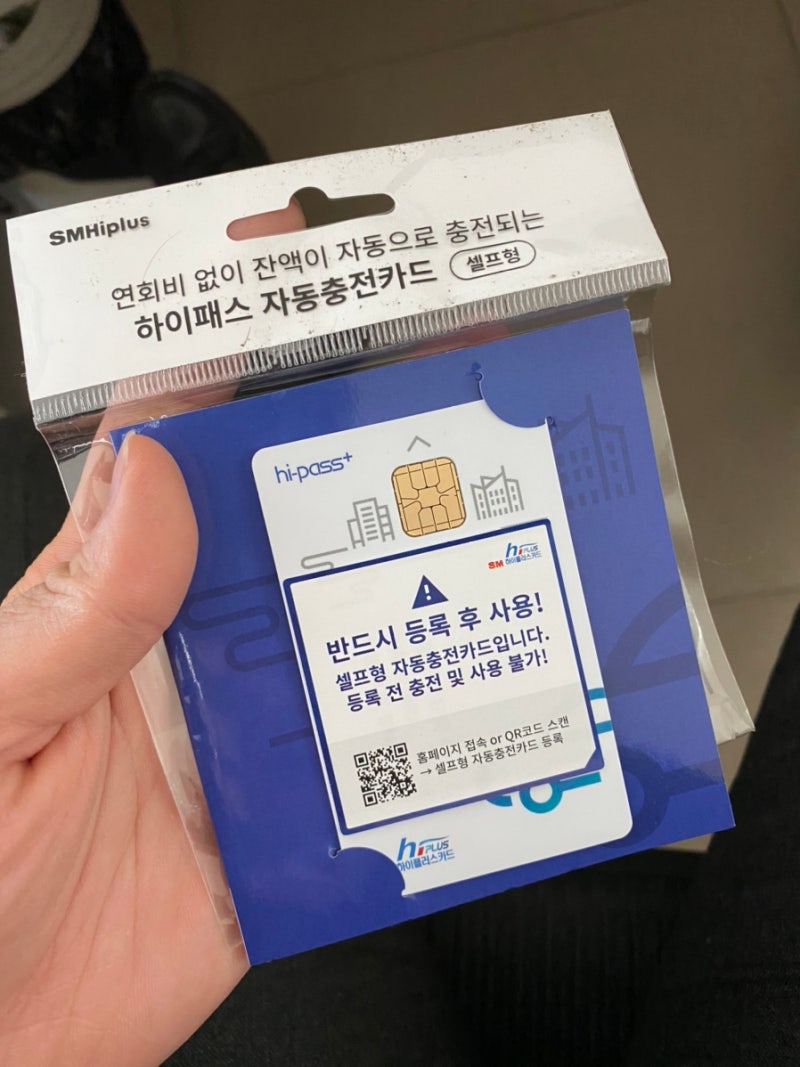 SMHiplus
연회비 없이 잔액이 자동으로 충전되는
하이패스 자동충전카드 셀프형
hi-pass+
SM hi PLUS
하이플러스카드
반드시 등록 후 사용!
셀프형 자동충전카드입니다.
등록 전 충전 및 사용 불가!
홈페이지 접속 or QR코드 스캔
→ 셀프형 자동충전카드 등록
hi PLUS
하이플러스카드